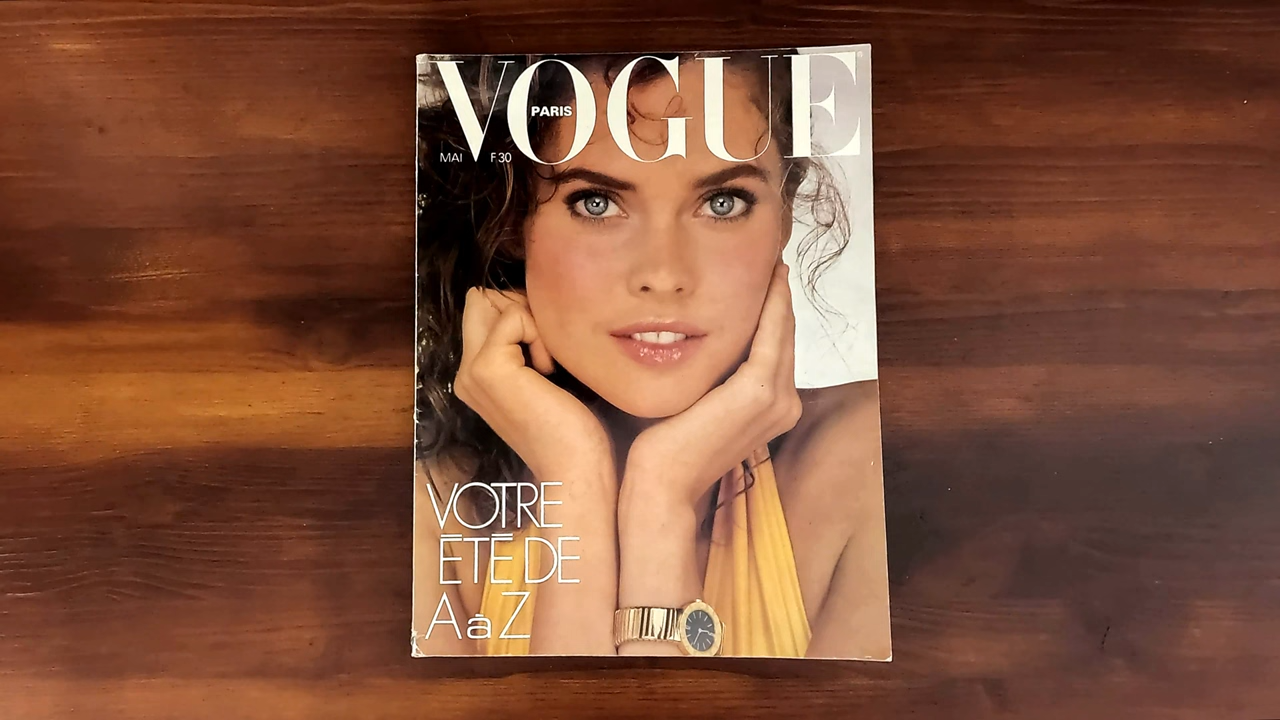 VOGUE
PARIS
MAI F.30
VOTRE
ÉTÉ DE
A à Z